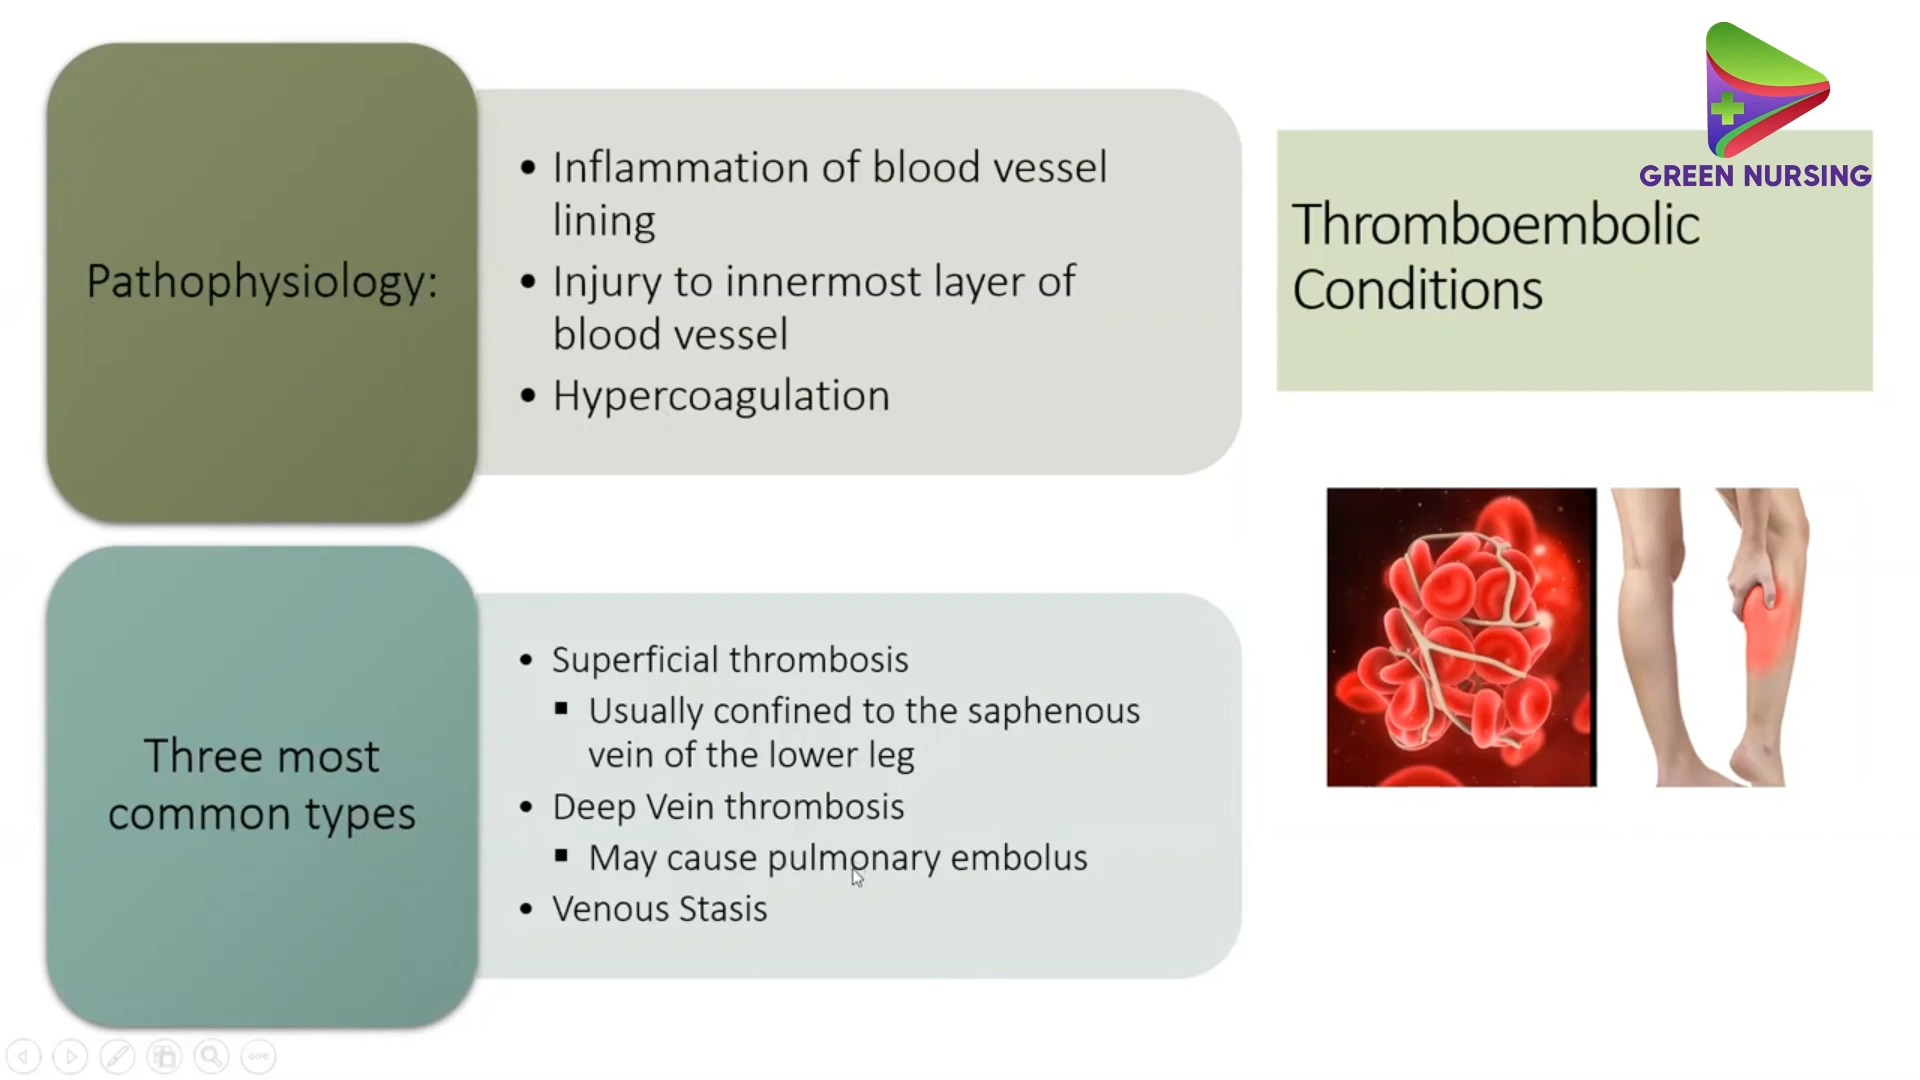 Pathophysiology:
• Inflammation of blood vessel
lining
• Injury to innermost layer of
blood vessel
• Hypercoagulation
Three most
common types
• Superficial thrombosis
▪ Usually confined to the saphenous
vein of the lower leg
• Deep Vein thrombosis
▪ May cause pulmonary embolus
• Venous Stasis
GREEN NURSING
Thromboembolic
Conditions